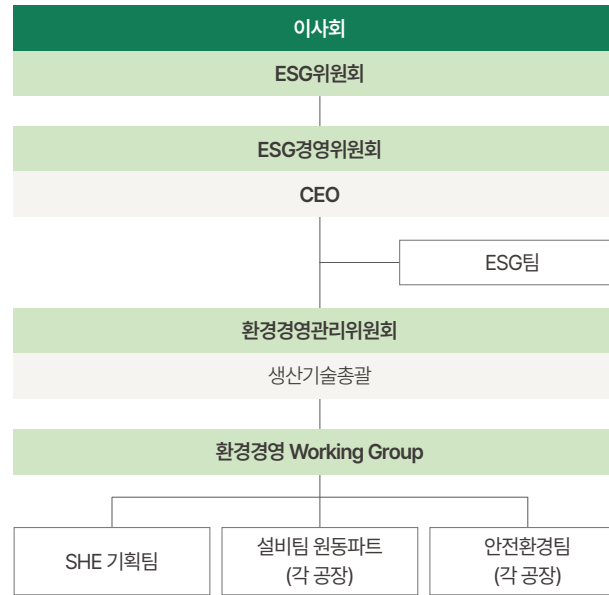 이사회
ESG위원회
ESG경영위원회
CEO
ESG팀
환경경영관리위원회
생산기술총괄
환경경영 Working Group
SHE 기획팀
설비팀 원동파트
(각 공장)
안전환경팀
(각 공장)